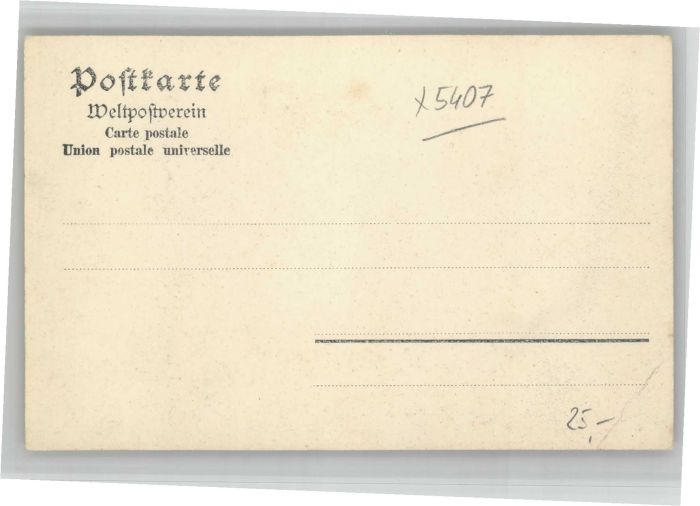 Postkarte
Weltpostverein
Carte postale
Union postale universelle
x5407
25,-